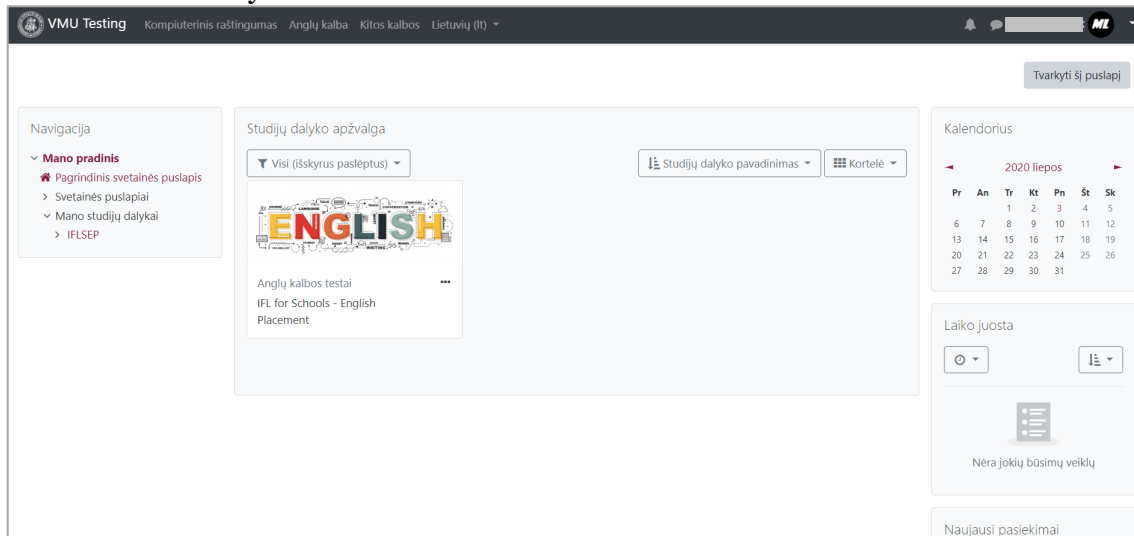 VMU Testing Kompiuterinis raštingumas Anglų kalba Kitos kalbos Lietuvių (lt)
ML
Tvarkyti šį puslapį
Navigacija
Mano pradinis
Pagrindinis svetainės puslapis
Svetainės puslapiai
Mano studijų dalykai
IFLSEP
Studijų dalyko apžvalga
Visi (išskyrus paslėptus)
Studijų dalyko pavadinimas
Kortelė
ENGLISH
Anglų kalbos testai
IFL for Schools - English
Placement
Kalendorius
2020 liepos
Pr An Tr Kt Pn Št Sk
1 2 3 4 5
6 7 8 9 10 11 12
13 14 15 16 17 18 19
20 21 22 23 24 25 26
27 28 29 30 31
Laiko juosta
Nėra jokių būsimų veiklų
Naujausi pasiekimai